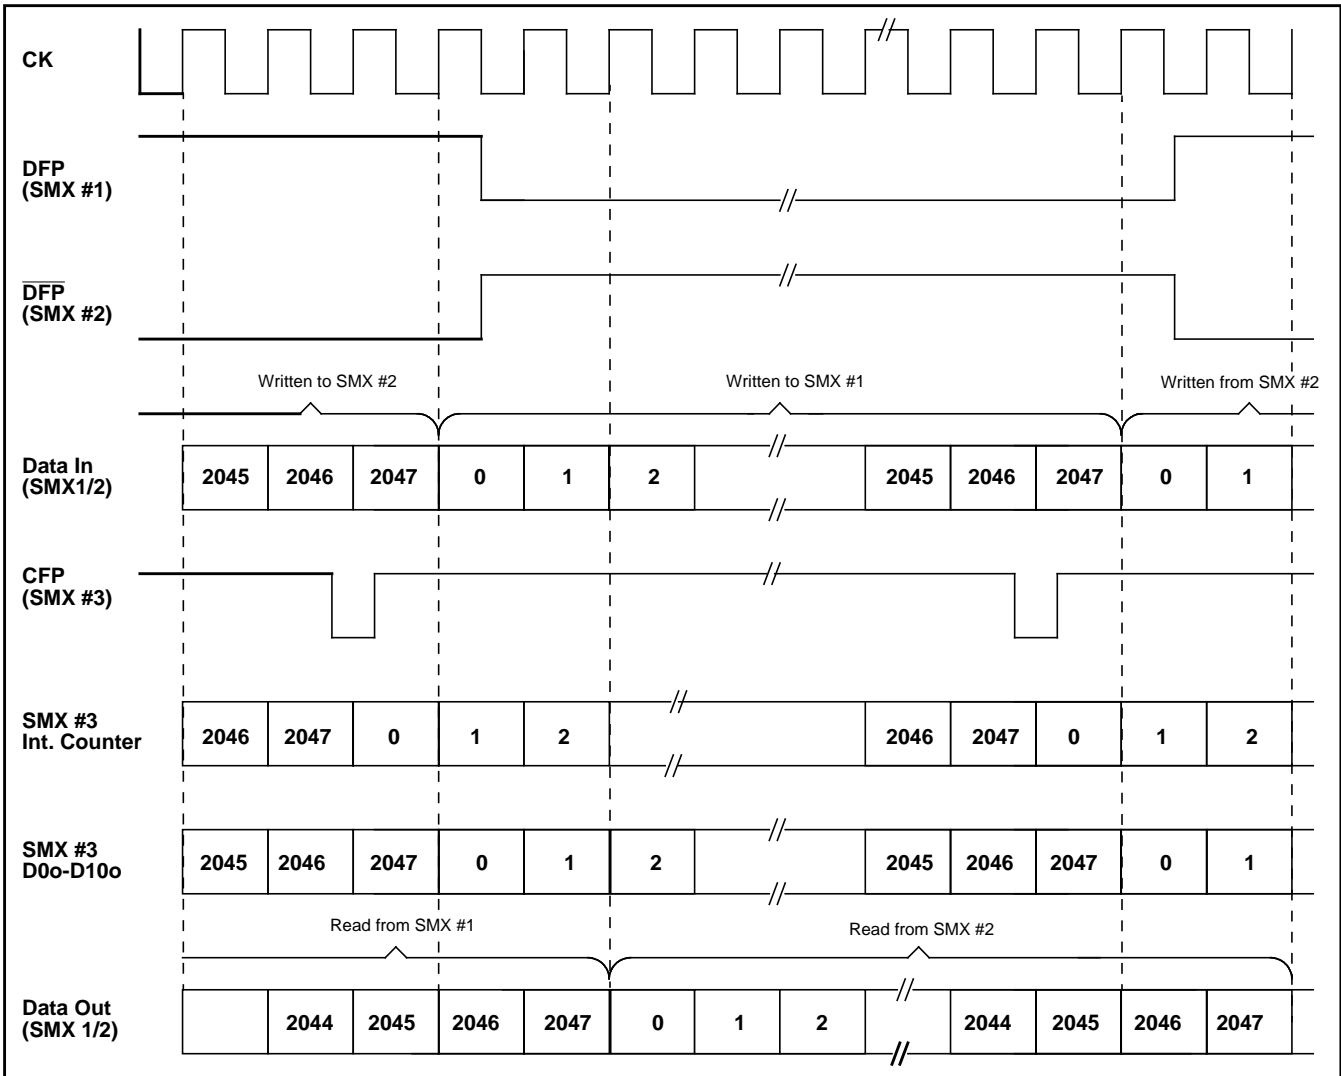 CK
DFP
(SMX #1)
DFP
(SMX #2)
Written to SMX #2 Written to SMX #1 Written from SMX #2
Data In
(SMX1/2)
2045 2046 2047 0 1 2 2045 2046 2047 0 1
CFP
(SMX #3)
SMX #3
Int. Counter
2046 2047 0 1 2 2046 2047 0 1 2
SMX #3
D0o-D10o
2045 2046 2047 0 1 2 2045 2046 2047 0 1
Read from SMX #1 Read from SMX #2
Data Out
(SMX 1/2)
2044 2045 2046 2047 0 1 2 2044 2045 2046 2047